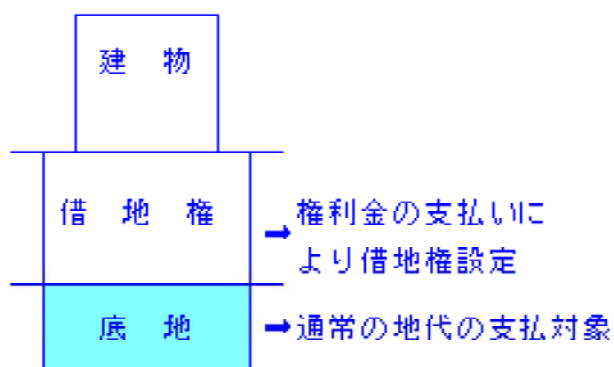 建　物
借　地　権
権利金の支払いに
より借地権設定
底　地
通常の地代の支払対象